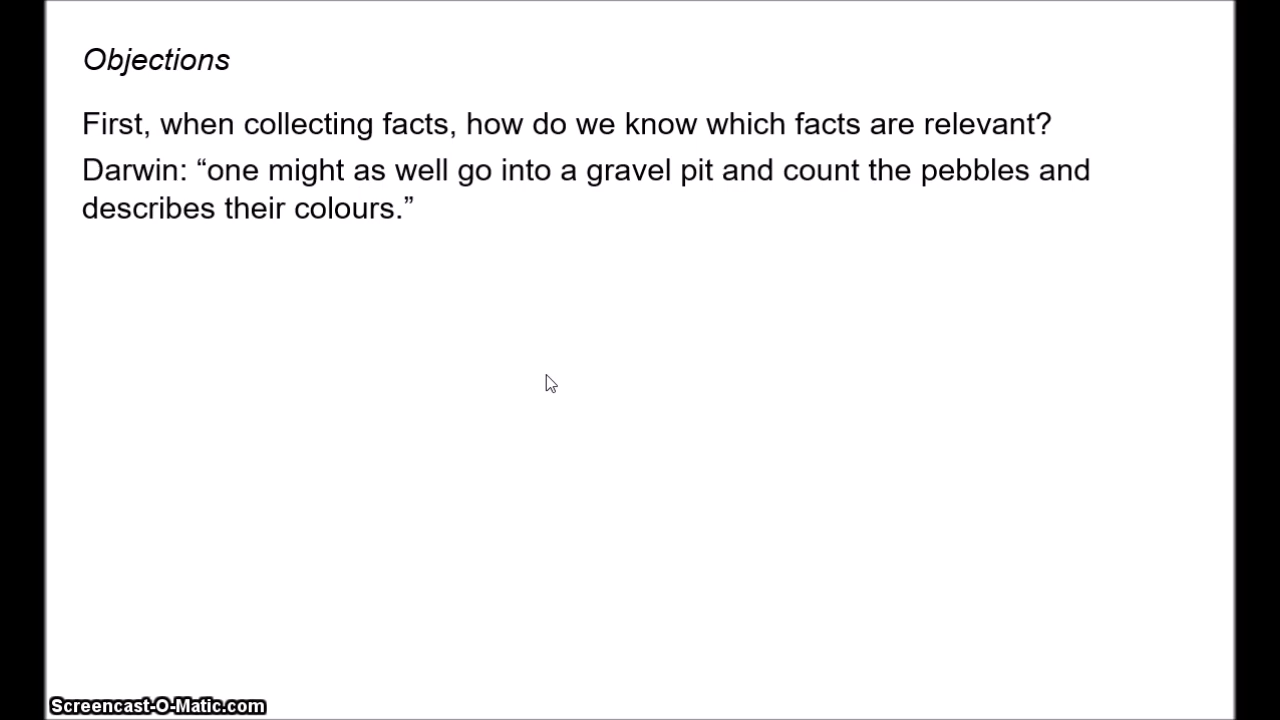 Objections
First, when collecting facts, how do we know which facts are relevant?
Darwin: “one might as well go into a gravel pit and count the pebbles and
describes their colours.”
Screencast-O-Matic.com